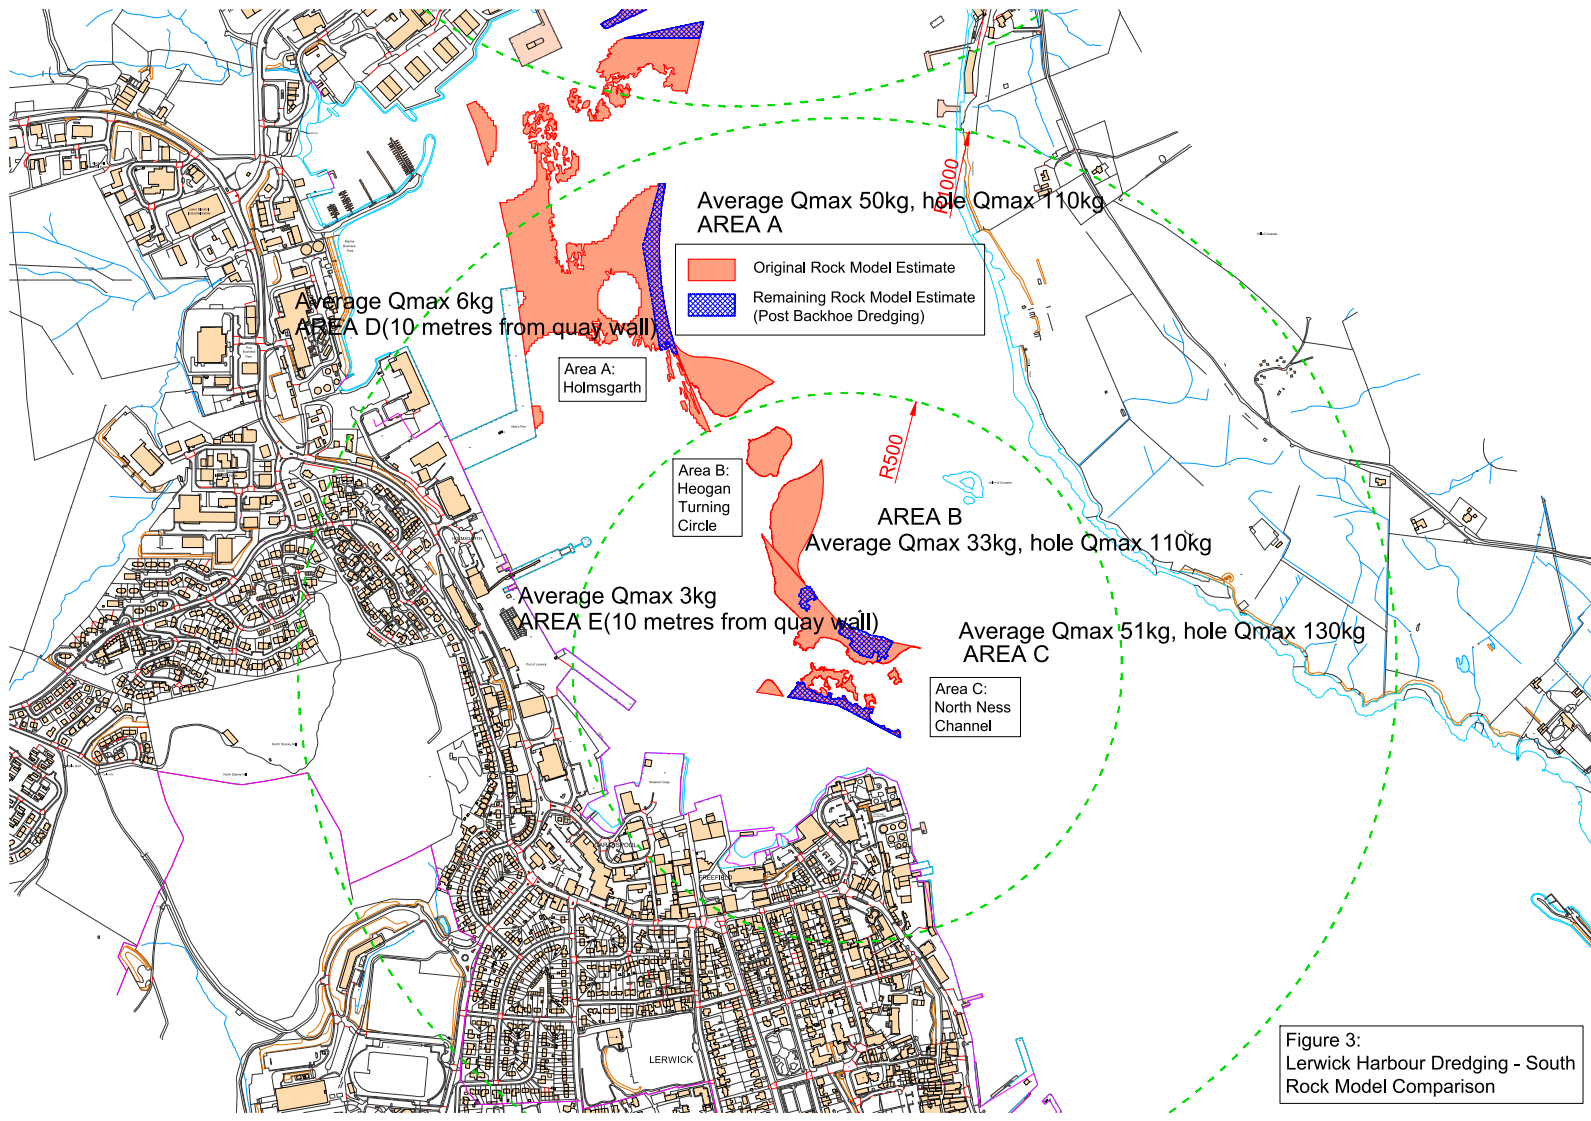 R1000
Average Qmax 50kg, hole Qmax 110kg
AREA A
Original Rock Model Estimate
Remaining Rock Model Estimate
(Post Backhoe Dredging)
Average Qmax 6kg
AREA D(10 metres from quay wall)
Area A:
Holmsgarth
R500
Area B:
Heogan
Turning
Circle
AREA B
Average Qmax 33kg, hole Qmax 110kg
HOLMSGARTH
Average Qmax 3kg
AREA E(10 metres from quay wall)
Average Qmax 51kg, hole Qmax 130kg
AREA C
Area C:
North Ness
Channel
FREEFIELD
LERWICK
Figure 3:
Lerwick Harbour Dredging - South
Rock Model Comparison